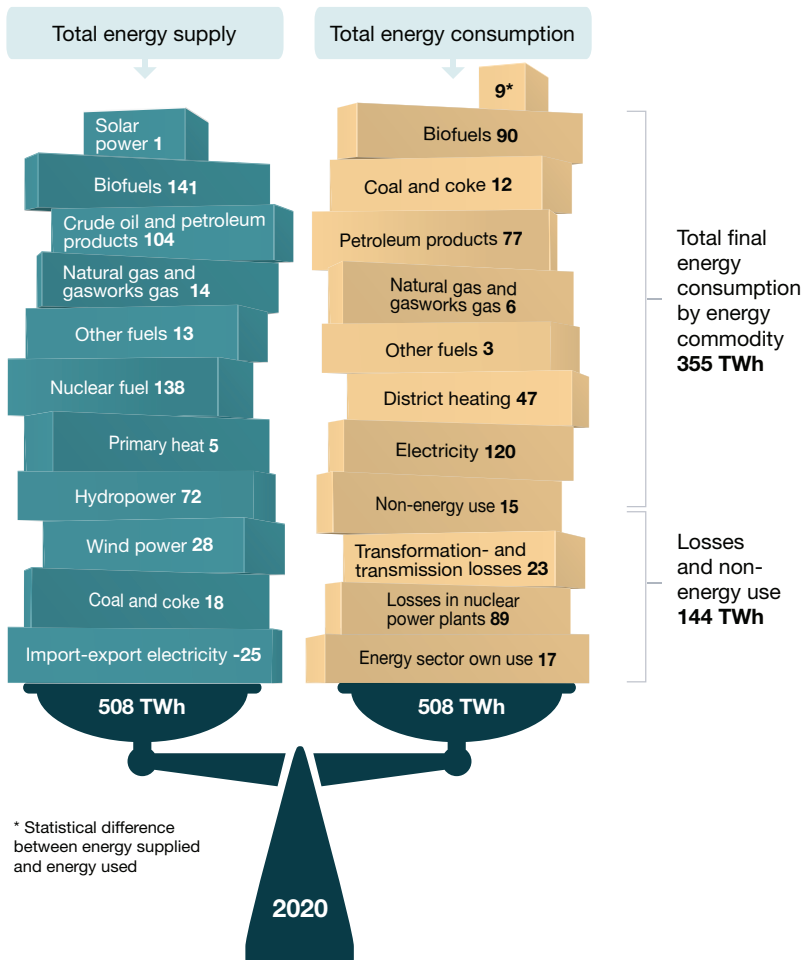 Total energy supply
Solar
power 1
Biofuels 141
Crude oil and petroleum
products 104
Natural gas and
gasworks gas 14
Other fuels 13
Nuclear fuel 138
Primary heat 5
Hydropower 72
Wind power 28
Coal and coke 18
Import-export electricity -25
508 TWh
Total energy consumption
9*
Biofuels 90
Coal and coke 12
Petroleum products 77
Natural gas and
gasworks gas 6
Other fuels 3
District heating 47
Electricity 120
Non-energy use 15
Transformation- and
transmission losses 23
Losses in nuclear
power plants 89
Energy sector own use 17
508 TWh
Total final
energy
consumption
by energy
commodity
355 TWh
Losses
and non-
energy use
144 TWh
* Statistical difference
between energy supplied
and energy used
2020